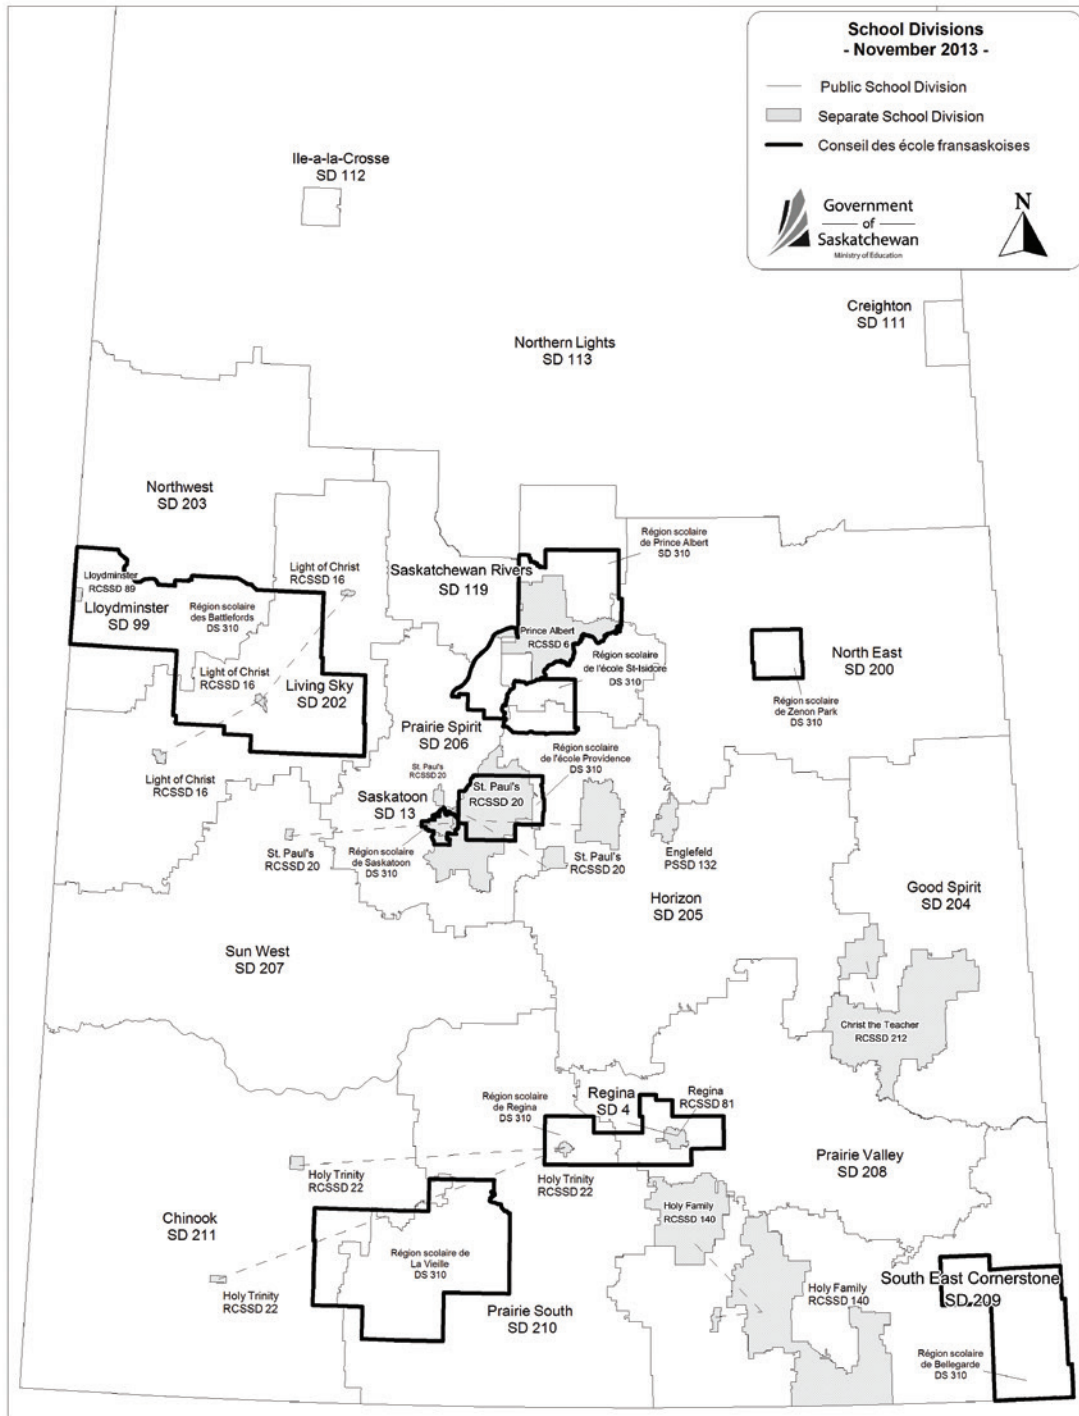 School Divisions
- November 2013 -
Public School Division
Separate School Division
Conseil des école fransaskoises
Government
of
Saskatchewan
Ministry of Education
N
Ile-a-la-Crosse
SD 112
Creighton
SD 111
Northern Lights
SD 113
Northwest
SD 203
Région scolaire
de Prince Albert
SD 310
Light of Christ
RCSSD 16
Saskatchewan Rivers
SD 119
Lloydminster
RCSSD 89
Lloydminster
SD 99
Région scolaire
des Battlefords
DS 310
Prince Albert
RCSSD 6
North East
SD 200
Région scolaire
de l'école St-Isidore
DS 310
Light of Christ
RCSSD 16
Living Sky
SD 202
Région scolaire
de Zenon Park
DS 310
Prairie Spirit
SD 206
Région scolaire
de l'école Providence
DS 310
Light of Christ
RCSSD 16
St. Paul's
RCSSD 20
St. Paul's
RCSSD 20
Saskatoon
SD 13
St. Paul's
RCSSD 20
Région scolaire
de Saskatoon
DS 310
St. Paul's
RCSSD 20
Englefeld
PSSD 132
Good Spirit
SD 204
Horizon
SD 205
Sun West
SD 207
Christ the Teacher
RCSSD 212
Regina
SD 4
Regina
RCSSD 81
Région scolaire
de Regina
DS 310
Prairie Valley
SD 208
Holy Trinity
RCSSD 22
Holy Trinity
RCSSD 22
Holy Family
RCSSD 140
Chinook
SD 211
Région scolaire de
La Vieille
DS 310
Holy Trinity
RCSSD 22
Prairie South
SD 210
Holy Family
RCSSD 140
South East Cornerstone
SD 209
Région scolaire
de Bellegarde
DS 310